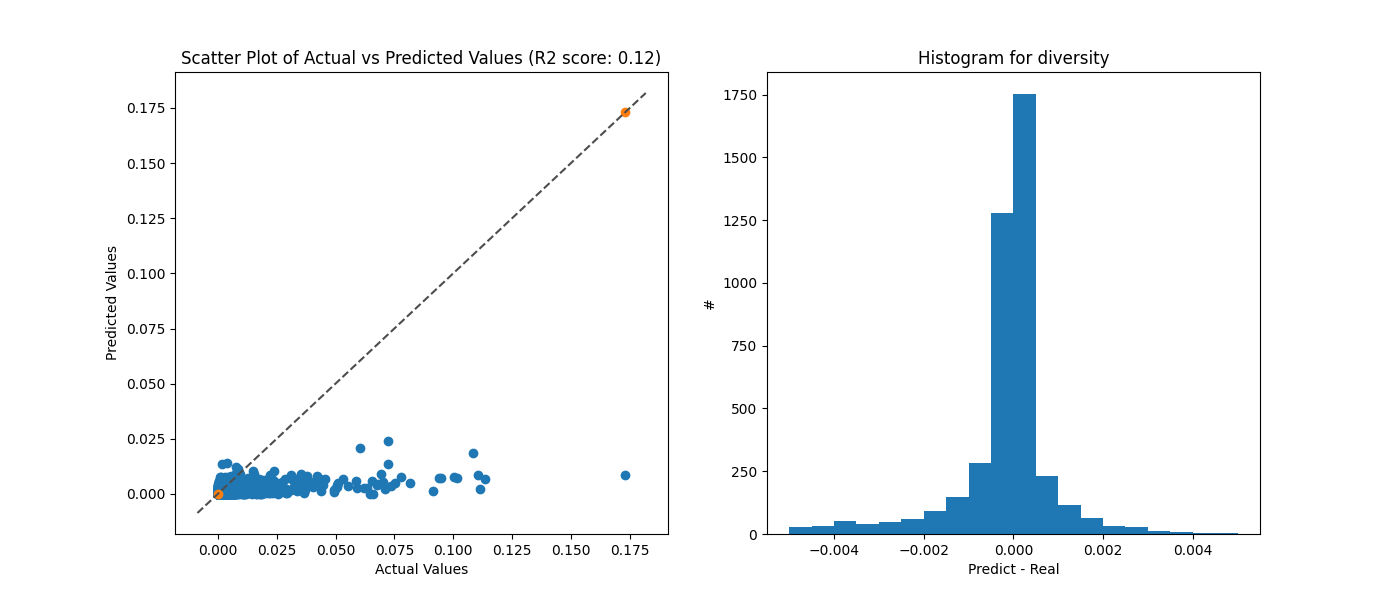 Scatter Plot of Actual vs Predicted Values (R2 score: 0.12)
0.175
0.150
0.125
0.100
0.075
0.050
0.025
0.000
Predicted Values
0.000 0.025 0.050 0.075 0.100 0.125 0.150 0.175
Actual Values
Histogram for diversity
1750
1500
1250
1000
750
500
250
0
#
−0.004 −0.002 0.000 0.002 0.004
Predict - Real